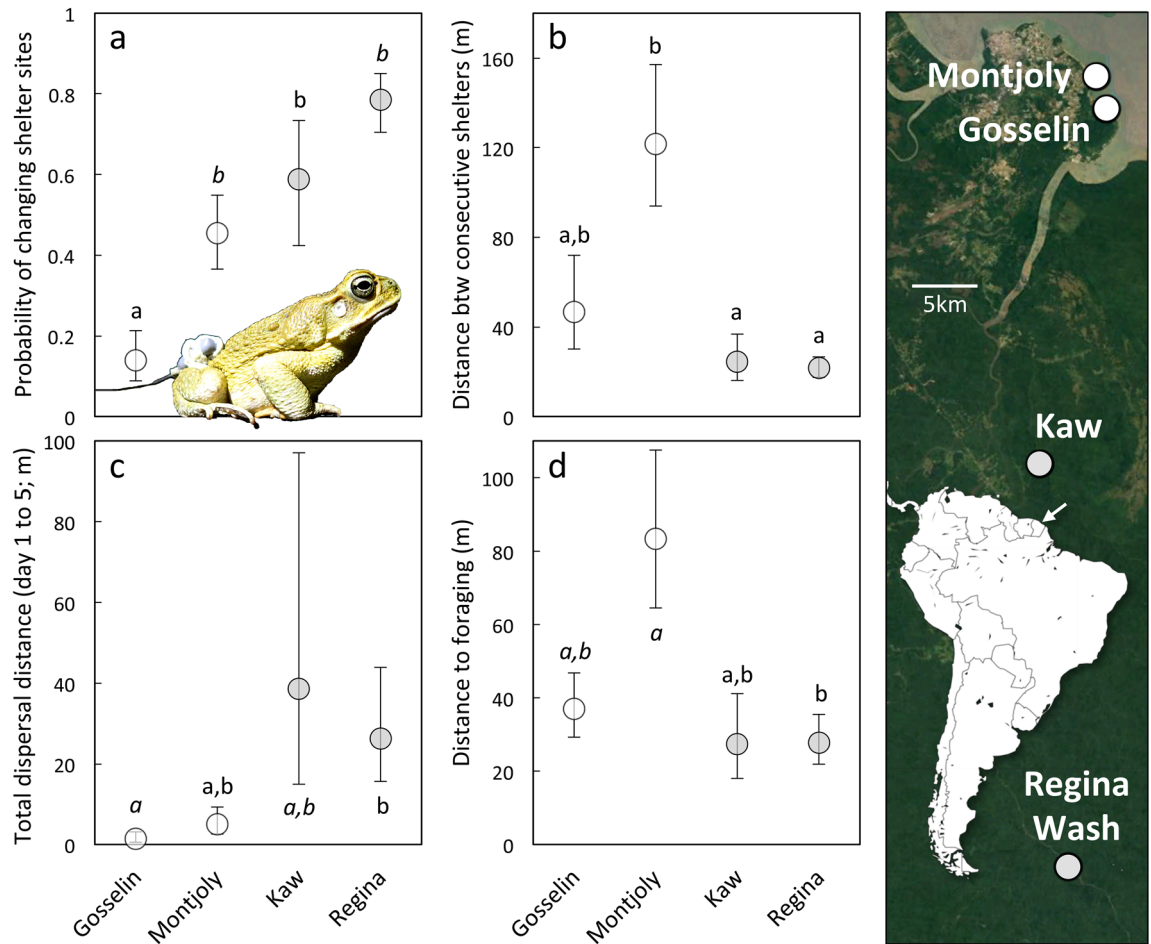 a
Probability of changing shelter sites
1
0.8
0.6
0.4
0.2
0
a
b
b
b
b
Distance btw consecutive shelters (m)
160
120
80
40
0
a,b
b
a
a
c
Total dispersal distance (day 1 to 5; m)
100
80
60
40
20
0
a
a,b
a,b
b
Gosselin
Montjoly
Kaw
Regina
d
Distance to foraging (m)
100
80
60
40
20
0
a,b
a
a,b
b
Gosselin
Montjoly
Kaw
Regina
Montjoly
Gosselin
5km
Kaw
Regina
Wash